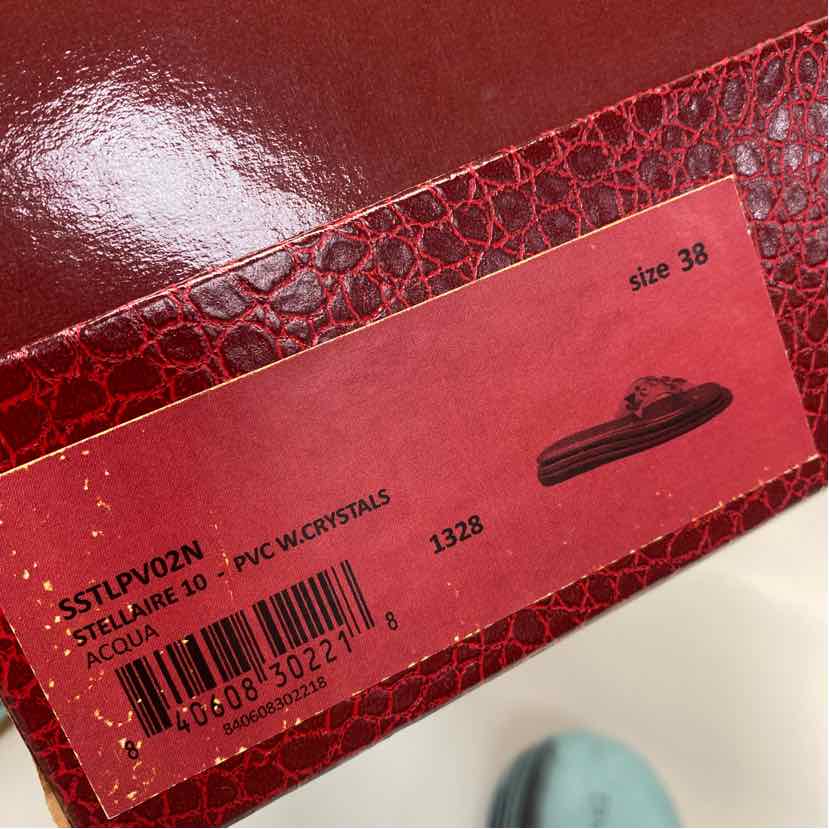 size 38
SSTLPV02N
STELLAIRE 10 - PVC W.CRYSTALS
ACQUA
1328
8 40608 30221 8
840608302218